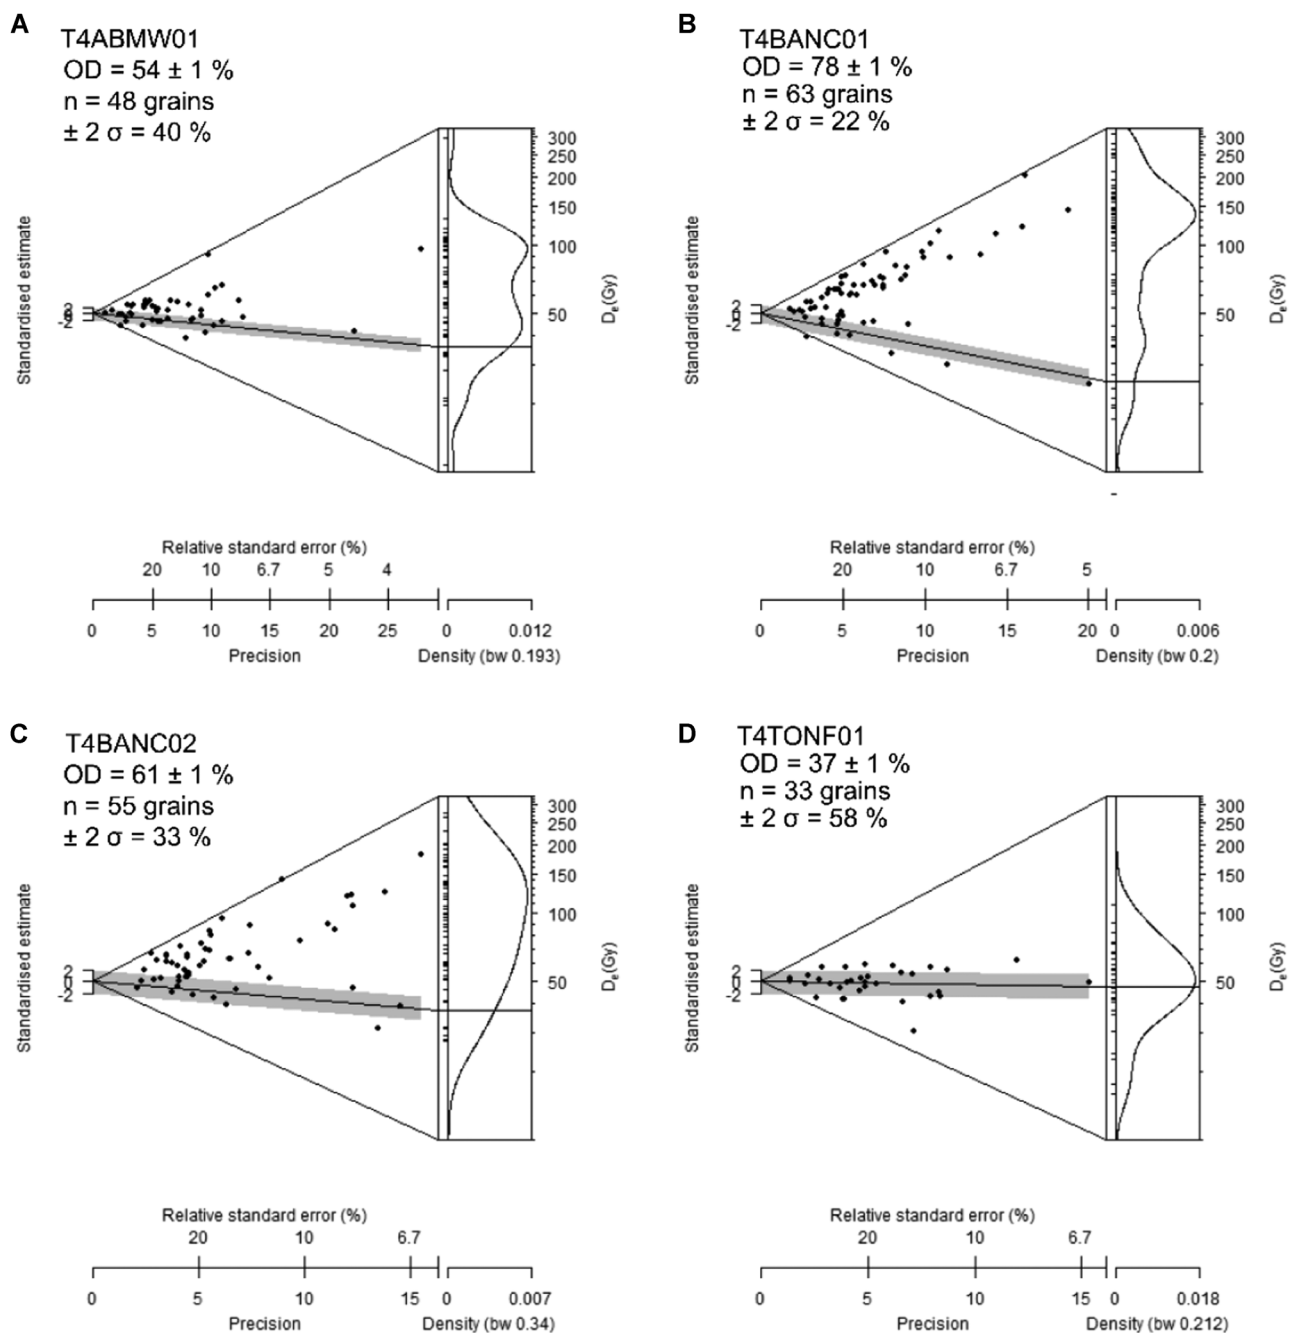 A
T4ABMW01
OD = 54 ± 1 %
n = 48 grains
± 2 σ = 40 %
Standardised estimate
2
0
-2
300
250
200
150
100
50
De(Gy)
Relative standard error (%)
20 10 6.7 5 4
0 5 10 15 20 25 0 0.012
Precision Density (bw 0.193)
B
T4BANC01
OD = 78 ± 1 %
n = 63 grains
± 2 σ = 22 %
Standardised estimate
2
0
-2
300
250
200
150
100
50
De(Gy)
-
Relative standard error (%)
20 10 6.7 5
0 5 10 15 20 0 0.006
Precision Density (bw 0.2)
C
T4BANC02
OD = 61 ± 1 %
n = 55 grains
± 2 σ = 33 %
Standardised estimate
2
0
-2
300
250
200
150
100
50
De(Gy)
Relative standard error (%)
20 10 6.7
0 5 10 15 0 0.007
Precision Density (bw 0.34)
D
T4TONF01
OD = 37 ± 1 %
n = 33 grains
± 2 σ = 58 %
Standardised estimate
2
0
-2
300
250
200
150
100
50
De(Gy)
Relative standard error (%)
20 10 6.7
0 5 10 15 0 0.018
Precision Density (bw 0.212)